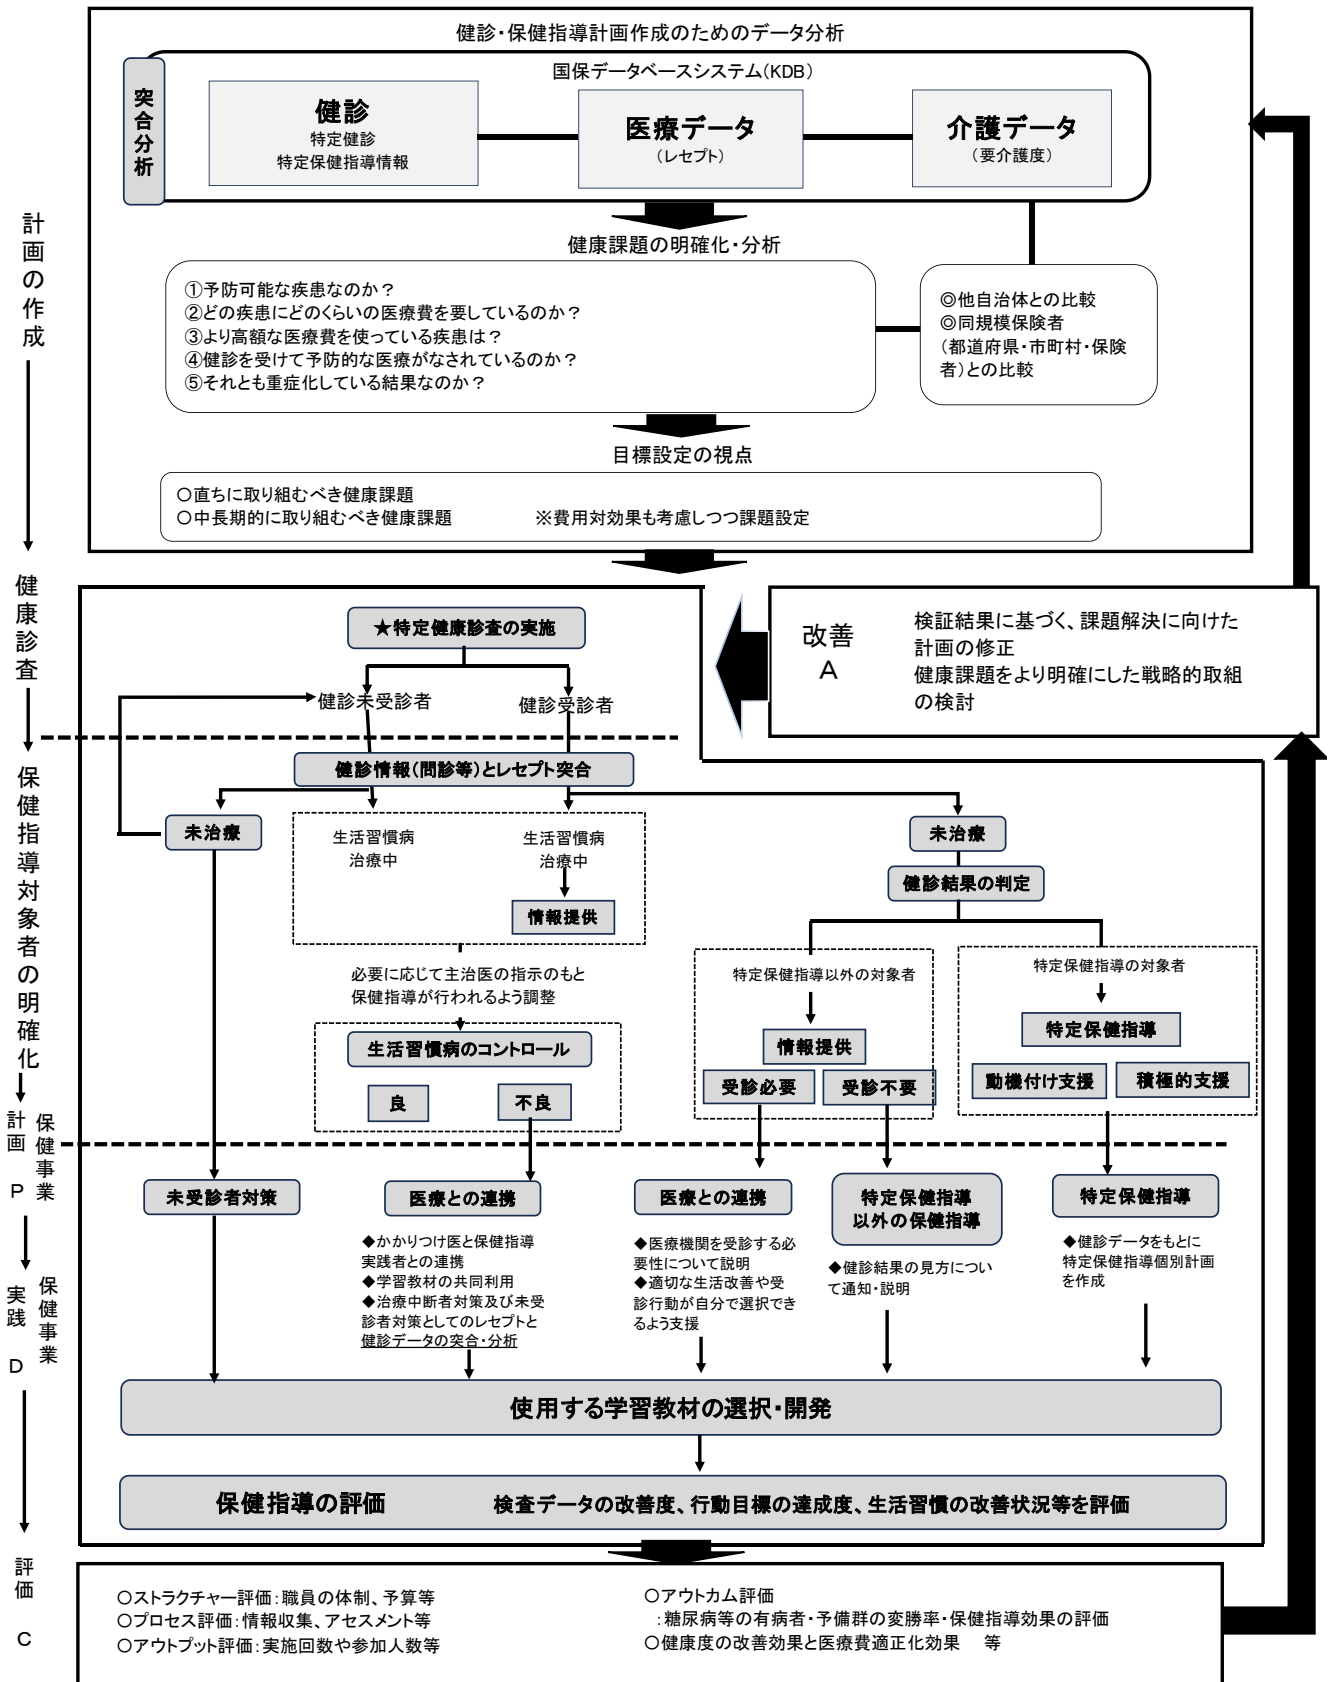 健診・保健指導計画作成のためのデータ分析
国保データベースシステム(KDB)
突合分析
健診
特定健診
特定保健指導情報
医療データ
(レセプト)
介護データ
(要介護度)
計画の作成
健康課題の明確化・分析
①予防可能な疾患なのか？
②どの疾患にどのくらいの医療費を要しているのか？
③より高額な医療費を使っている疾患は？
④健診を受けて予防的な医療がなされているのか？
⑤それとも重症化している結果なのか？
◎他自治体との比較
◎同規模保険者
(都道府県・市町村・保険
者)との比較
目標設定の視点
○直ちに取り組むべき健康課題
○中長期的に取り組むべき健康課題　※費用対効果も考慮しつつ課題設定
健康診査
★特定健康診査の実施
改善
A
検証結果に基づく、課題解決に向けた
計画の修正
健康課題をより明確にした戦略的取組
の検討
健診未受診者
健診受診者
保健指導対象者の明確化
健診情報(問診等)とレセプト突合
未治療
生活習慣病
治療中
生活習慣病
治療中
情報提供
未治療
健診結果の判定
必要に応じて主治医の指示のもと
保健指導が行われるよう調整
特定保健指導以外の対象者
特定保健指導の対象者
生活習慣病のコントロール
良
不良
情報提供
受診必要
受診不要
特定保健指導
動機付け支援
積極的支援
保健事業
計画 P
未受診者対策
医療との連携
医療との連携
特定保健指導
以外の保健指導
特定保健指導
◆かかりつけ医と保健指導
実践者との連携
◆学習教材の共同利用
◆治療中断者対策及び未受
診者対策としてのレセプトと
健診データの突合・分析
◆医療機関を受診する必
要性について説明
◆適切な生活改善や受
診行動が自分で選択でき
るよう支援
◆健診結果の見方につい
て通知・説明
◆健診データをもとに
特定保健指導個別計画
を作成
保健事業
実践 D
使用する学習教材の選択・開発
保健指導の評価　検査データの改善度、行動目標の達成度、生活習慣の改善状況等を評価
評価 C
○ストラクチャー評価：職員の体制、予算等
○プロセス評価：情報収集、アセスメント等
○アウトプット評価：実施回数や参加人数等
○アウトカム評価
：糖尿病等の有病者・予備群の変勝率・保健指導効果の評価
○健康度の改善効果と医療費適正化効果　等